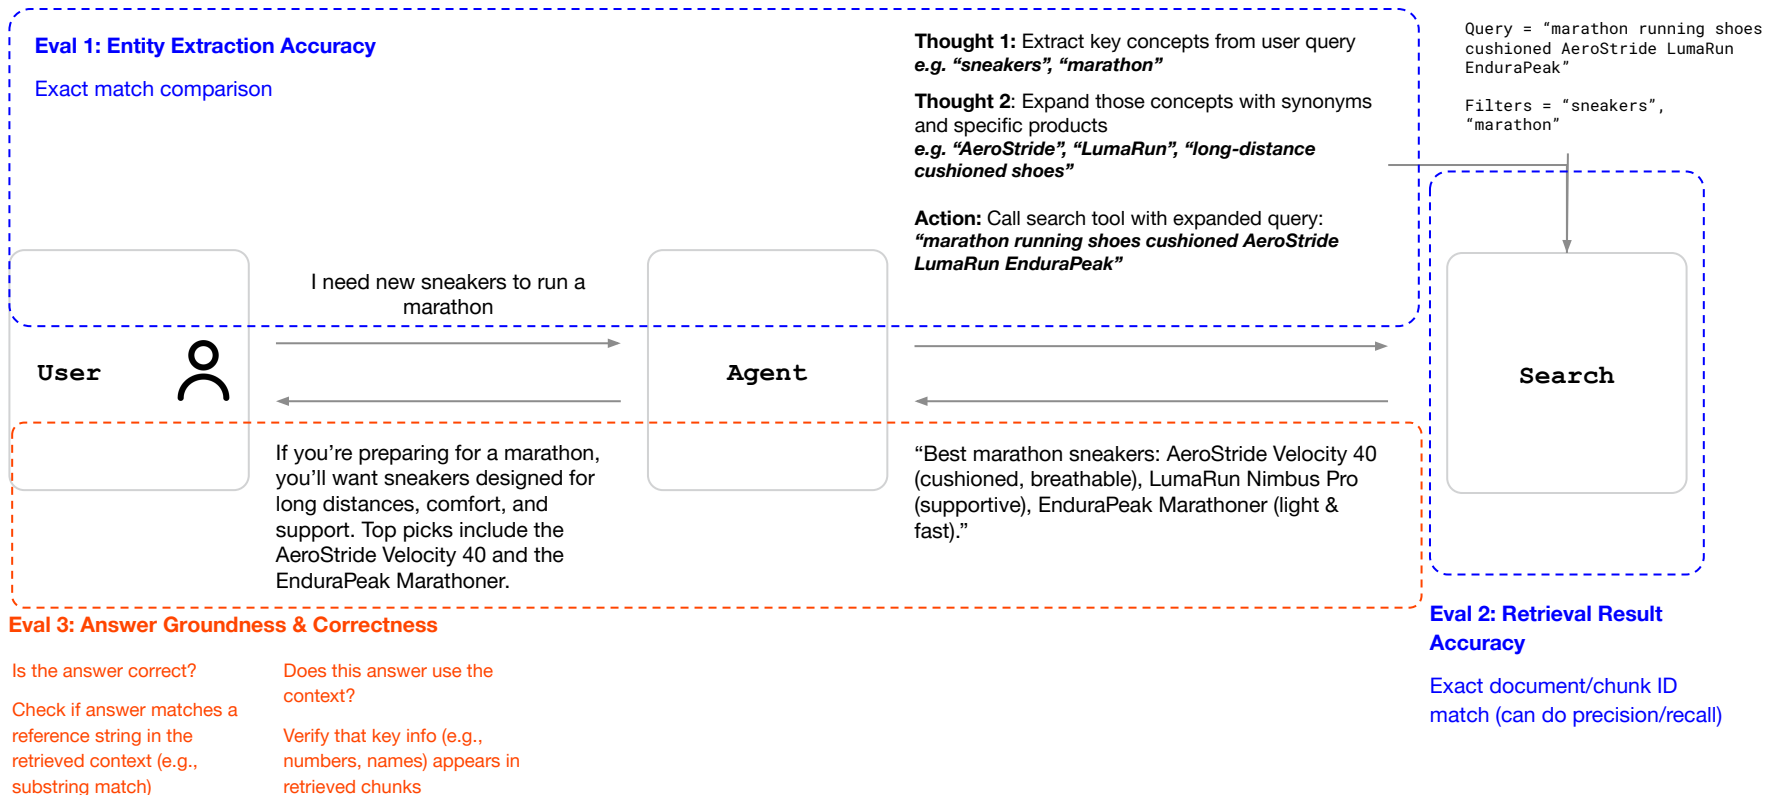 Eval 1: Entity Extraction Accuracy
Exact match comparison
Thought 1: Extract key concepts from user query
e.g. “sneakers”, “marathon”
Thought 2: Expand those concepts with synonyms
and specific products
e.g. “AeroStride”, “LumaRun”, “long-distance
cushioned shoes”
Action: Call search tool with expanded query:
“marathon running shoes cushioned AeroStride
LumaRun EnduraPeak”
Query = “marathon running shoes
cushioned AeroStride LumaRun
EnduraPeak”
Filters = “sneakers”,
“marathon”
I need new sneakers to run a
marathon
User
Agent
Search
If you’re preparing for a marathon,
you’ll want sneakers designed for
long distances, comfort, and
support. Top picks include the
AeroStride Velocity 40 and the
EnduraPeak Marathoner.
“Best marathon sneakers: AeroStride Velocity 40
(cushioned, breathable), LumaRun Nimbus Pro
(supportive), EnduraPeak Marathoner (light &
fast).”
Eval 3: Answer Groundness & Correctness
Is the answer correct?
Check if answer matches a
reference string in the
retrieved context (e.g.,
substring match)
Does this answer use the
context?
Verify that key info (e.g.,
numbers, names) appears in
retrieved chunks
Eval 2: Retrieval Result
Accuracy
Exact document/chunk ID
match (can do precision/recall)